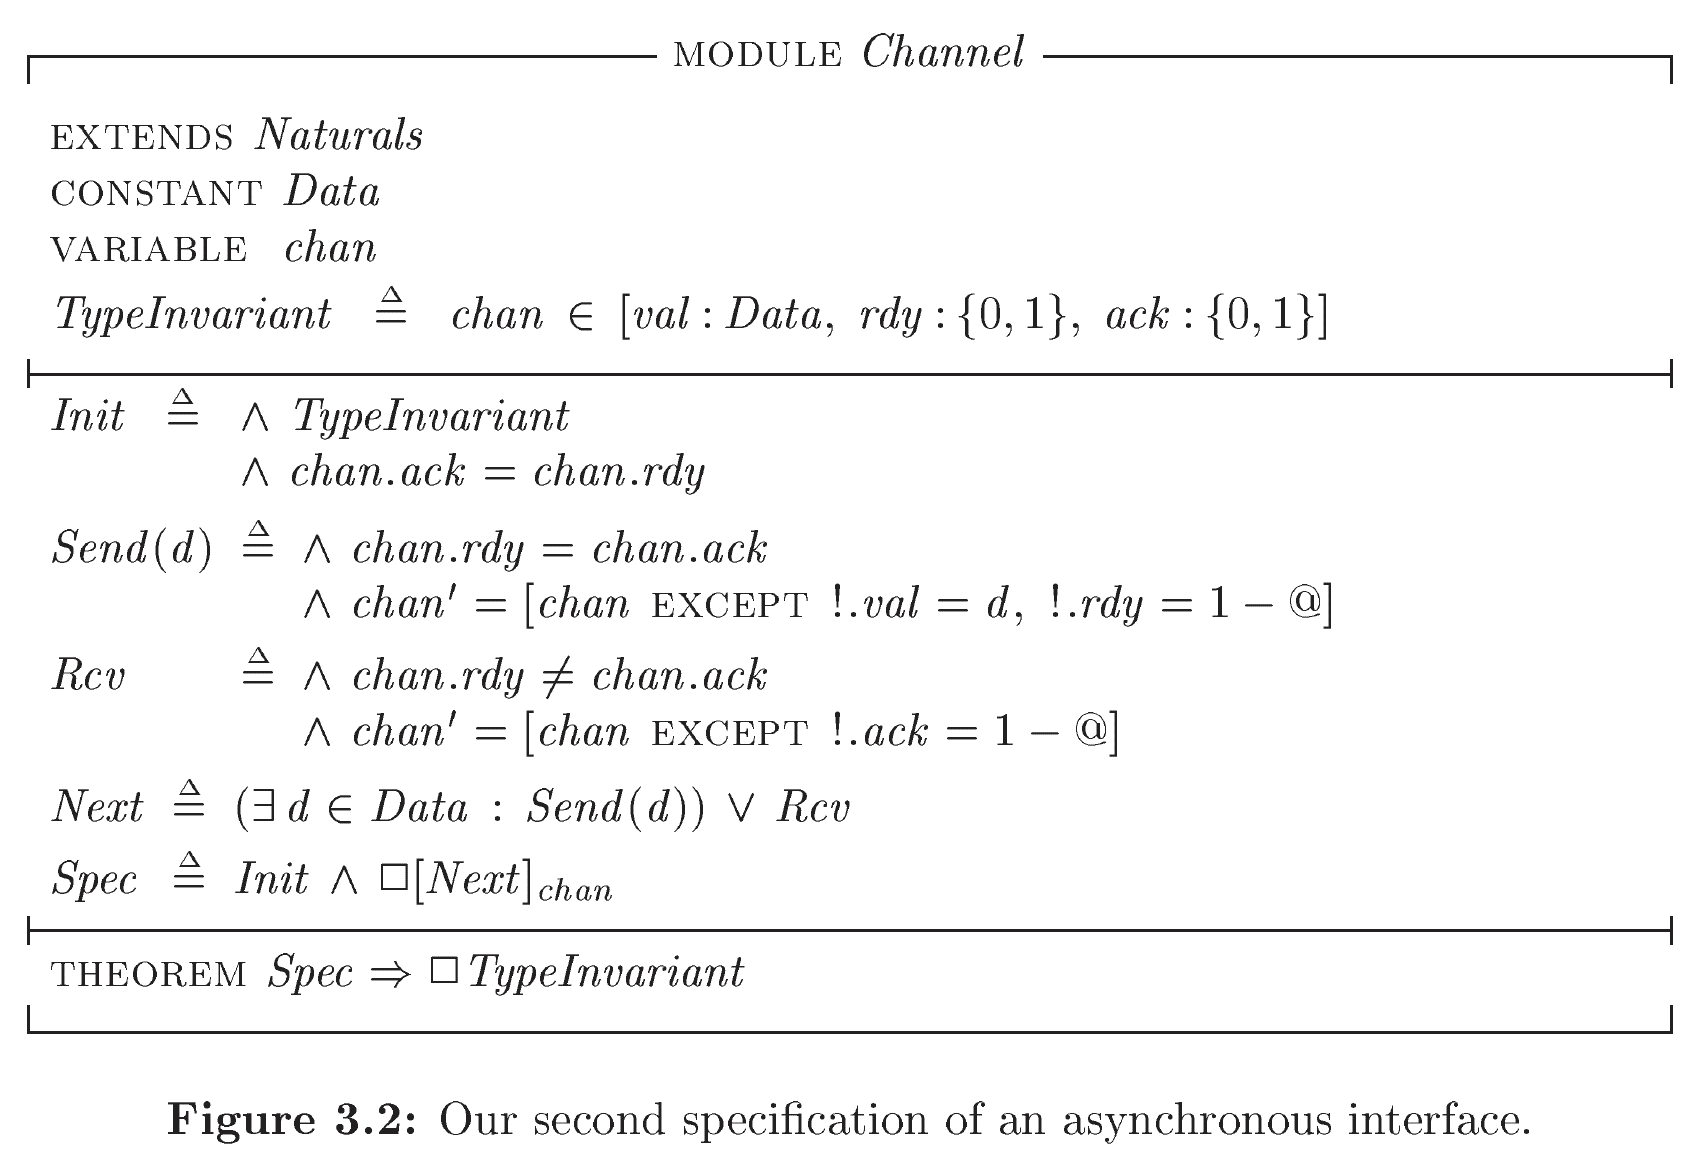 MODULE Channel
EXTENDS Naturals
CONSTANT Data
VARIABLE chan
TypeInvariant ≜ chan ∈ [val : Data, rdy : {0, 1}, ack : {0, 1}]
Init ≜ ∧ TypeInvariant
∧ chan.ack = chan.rdy
Send(d) ≜ ∧ chan.rdy = chan.ack
∧ chan′ = [chan EXCEPT !.val = d, !.rdy = 1 − @]
Rcv ≜ ∧ chan.rdy ≠ chan.ack
∧ chan′ = [chan EXCEPT !.ack = 1 − @]
Next ≜ (∃ d ∈ Data : Send(d)) ∨ Rcv
Spec ≜ Init ∧ □[Next]_chan
THEOREM Spec ⇒ □ TypeInvariant
Figure 3.2: Our second specification of an asynchronous interface.